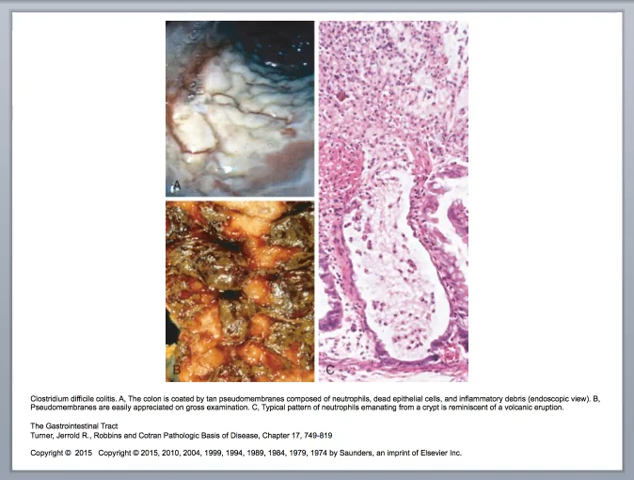 A
B
C
Clostridium difficile colitis. A, The colon is coated by tan pseudomembranes composed of neutrophils, dead epithelial cells, and inflammatory debris (endoscopic view). B,
Pseudomembranes are easily appreciated on gross examination. C, Typical pattern of neutrophils emanating from a crypt is reminiscent of a volcanic eruption.
The Gastrointestinal Tract
Turner, Jerrold R., Robbins and Cotran Pathologic Basis of Disease, Chapter 17, 749-819
Copyright © 2015 Copyright © 2015, 2010, 2004, 1999, 1994, 1989, 1984, 1979, 1974 by Saunders, an imprint of Elsevier Inc.